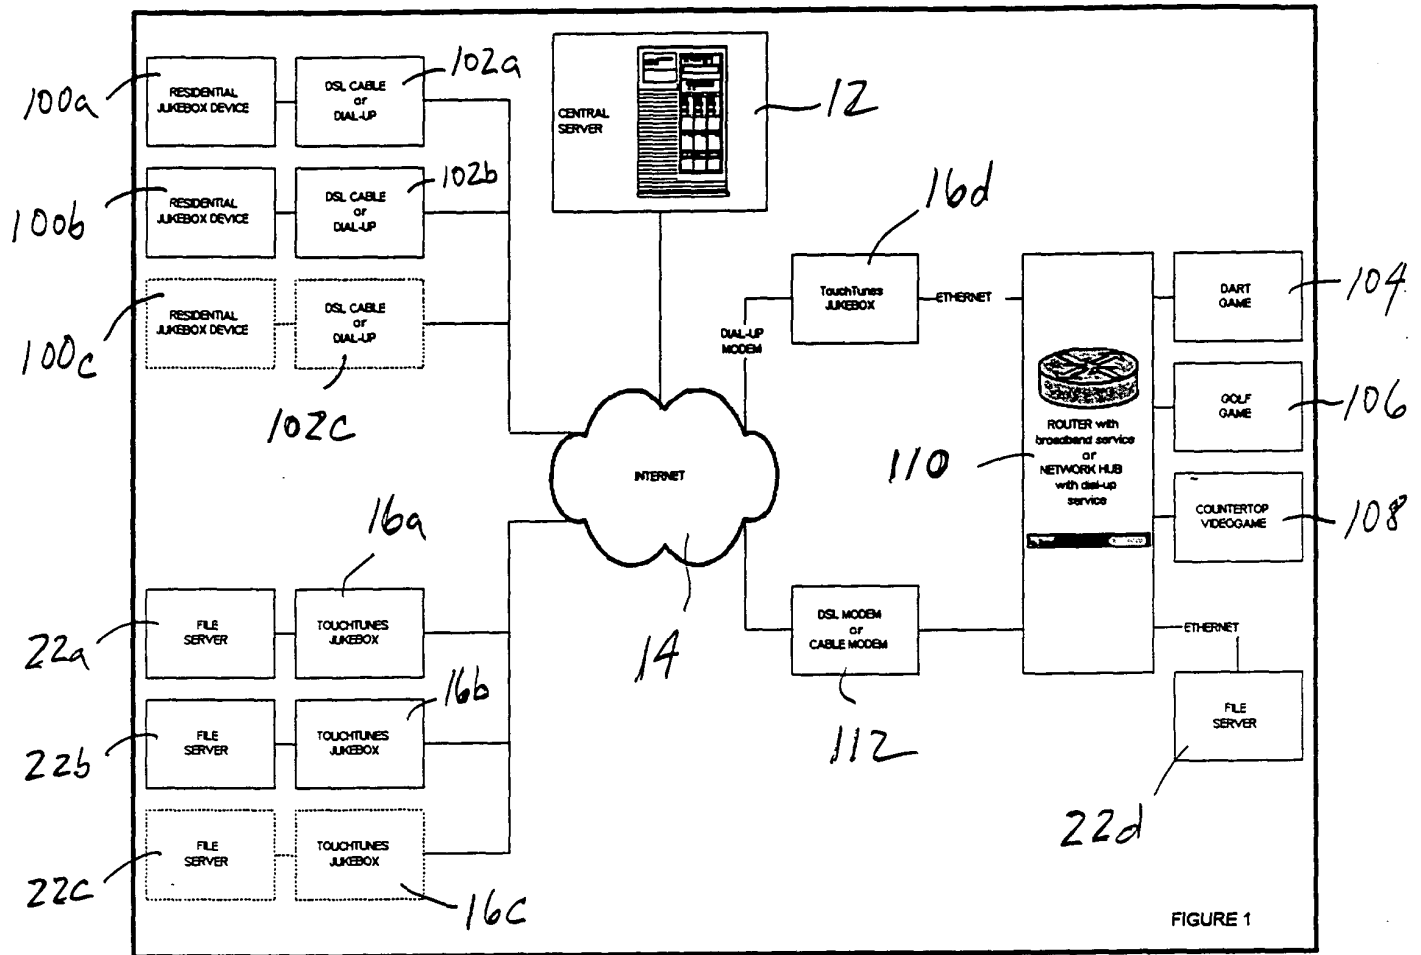 100a
RESIDENTIAL
JUKEBOX DEVICE
DSL CABLE
or
DIAL-UP
102a
100b
RESIDENTIAL
JUKEBOX DEVICE
DSL CABLE
or
DIAL-UP
102b
100c
RESIDENTIAL
JUKEBOX DEVICE
DSL CABLE
or
DIAL-UP
102c
CENTRAL
SERVER
12
16d
TouchTunes
JUKEBOX
ETHERNET
DIAL-UP
MODEM
INTERNET
14
110
ROUTER with
broadband service
or
NETWORK HUB
with dial-up
service
DART
GAME
104
GOLF
GAME
106
COUNTERTOP
VIDEOGAME
108
DSL MODEM
or
CABLE MODEM
112
ETHERNET
FILE
SERVER
22d
16a
22a
FILE
SERVER
TOUCHTUNES
JUKEBOX
16b
22b
FILE
SERVER
TOUCHTUNES
JUKEBOX
22c
FILE
SERVER
TOUCHTUNES
JUKEBOX
16c
FIGURE 1